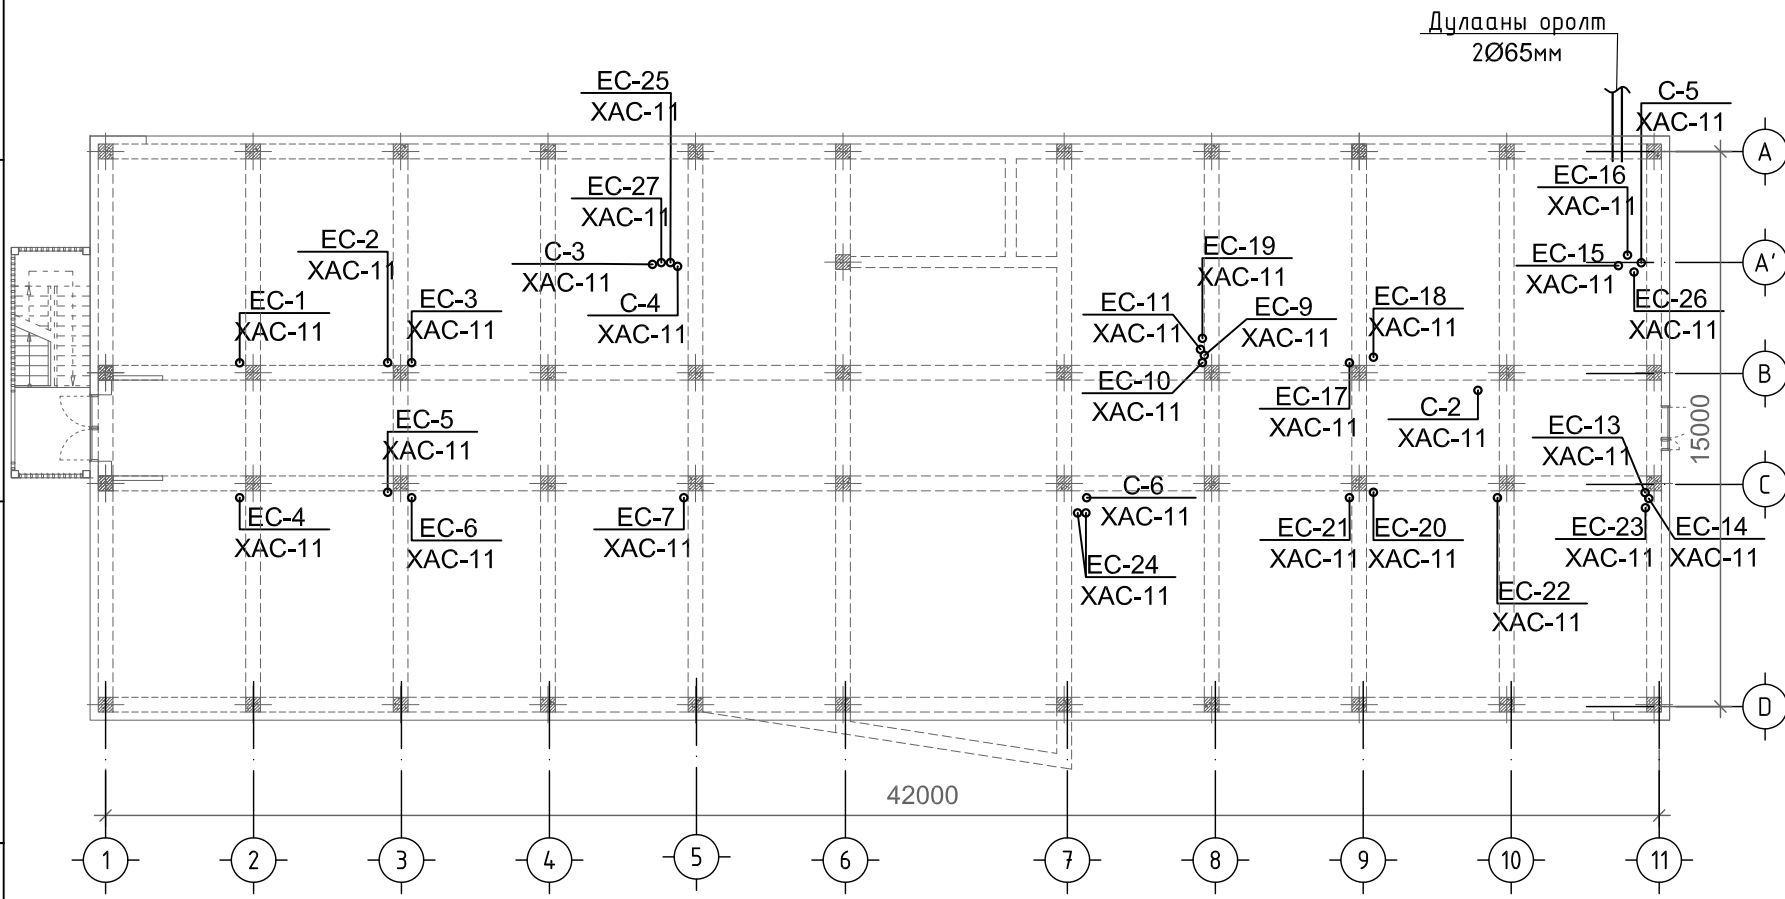 Дулааны оролт
2Ø65мм
ЕС-25
ХАС-11
С-5
ХАС-11
ЕС-27
ХАС-11
ЕС-16
ХАС-11
ЕС-2
ХАС-11
С-3
ХАС-11
ЕС-19
ХАС-11
ЕС-15
ХАС-11
ЕС-1
ХАС-11
ЕС-3
ХАС-11
С-4
ХАС-11
ЕС-11
ХАС-11
ЕС-9
ХАС-11
ЕС-18
ХАС-11
ЕС-26
ХАС-11
ЕС-10
ХАС-11
ЕС-17
ХАС-11
С-2
ХАС-11
ЕС-5
ХАС-11
ЕС-13
ХАС-11
ЕС-4
ХАС-11
ЕС-6
ХАС-11
ЕС-7
ХАС-11
С-6
ХАС-11
ЕС-24
ХАС-11
ЕС-21
ХАС-11
ЕС-20
ХАС-11
ЕС-22
ХАС-11
ЕС-23
ХАС-11
ЕС-14
ХАС-11
A
A'
B
C
D
15000
42000
1
2
3
4
5
6
7
8
9
10
11